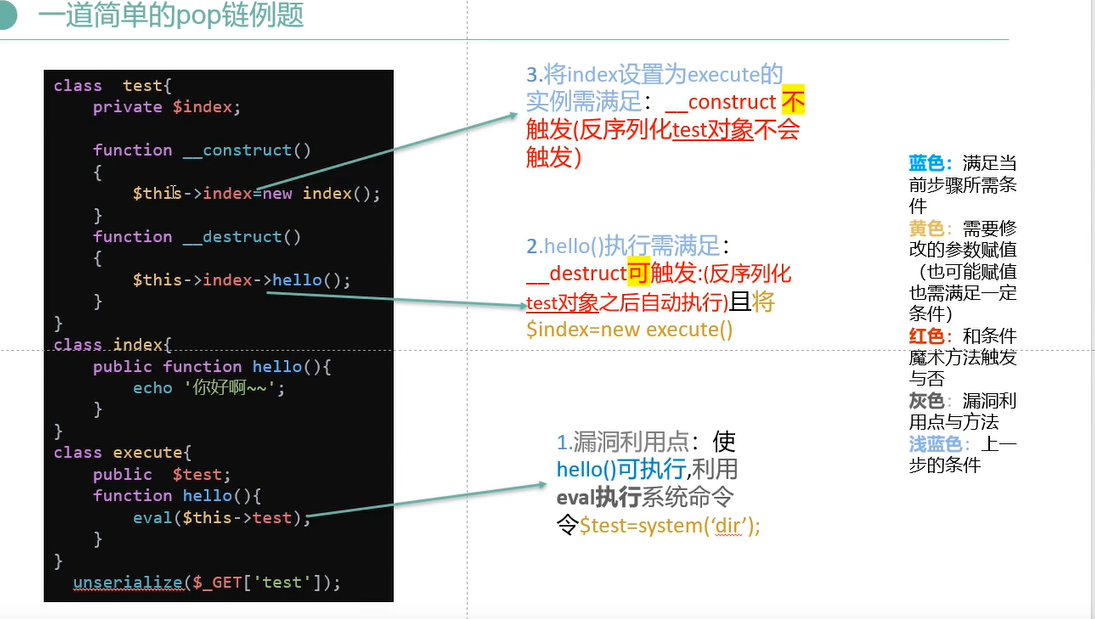 一道简单的pop链例题
class  test{
    private $index;
    function __construct()
    {
        $this->index=new index();
    }
    function __destruct()
    {
        $this->index->hello();
    }
}
class index{
    public function hello(){
        echo '你好啊~~';
    }
}
class execute{
    public  $test;
    function hello(){
        eval($this->test);
    }
}
  unserialize($_GET['test']);
3.将index设置为execute的
实例需满足：__construct 不
触发(反序列化test对象不会
触发)
2.hello()执行需满足：
__destruct可触发:(反序列化
test对象之后自动执行)且将
$index=new execute()
1.漏洞利用点：使
hello()可执行,利用
eval执行系统命令
令$test=system(‘dir’);
蓝色：满足当
前步骤所需条
件
黄色：需要修
改的参数赋值
（也可能赋值
也需满足一定
条件）
红色：和条件
魔术方法触发
与否
灰色：漏洞利
用点与方法
浅蓝色：上一
步的条件